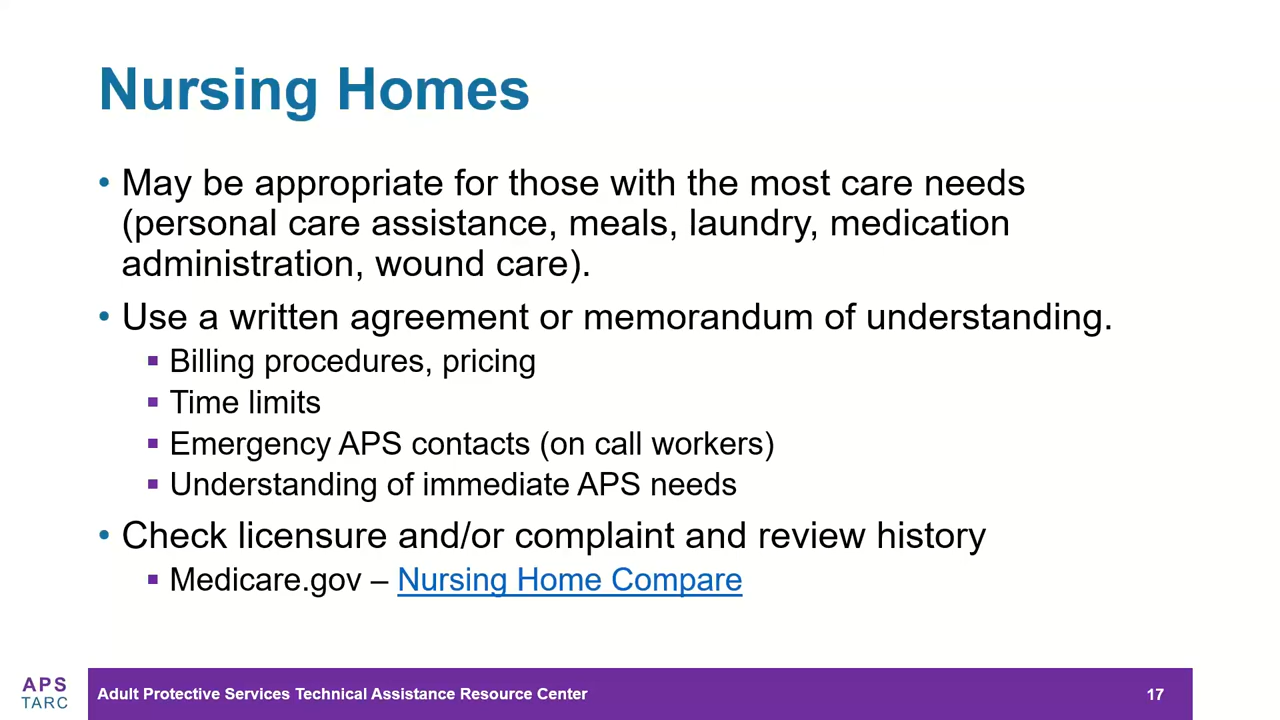 Nursing Homes
• May be appropriate for those with the most care needs
(personal care assistance, meals, laundry, medication
administration, wound care).
• Use a written agreement or memorandum of understanding.
▪ Billing procedures, pricing
▪ Time limits
▪ Emergency APS contacts (on call workers)
▪ Understanding of immediate APS needs
• Check licensure and/or complaint and review history
▪ Medicare.gov – Nursing Home Compare
APS
TARC
Adult Protective Services Technical Assistance Resource Center
17